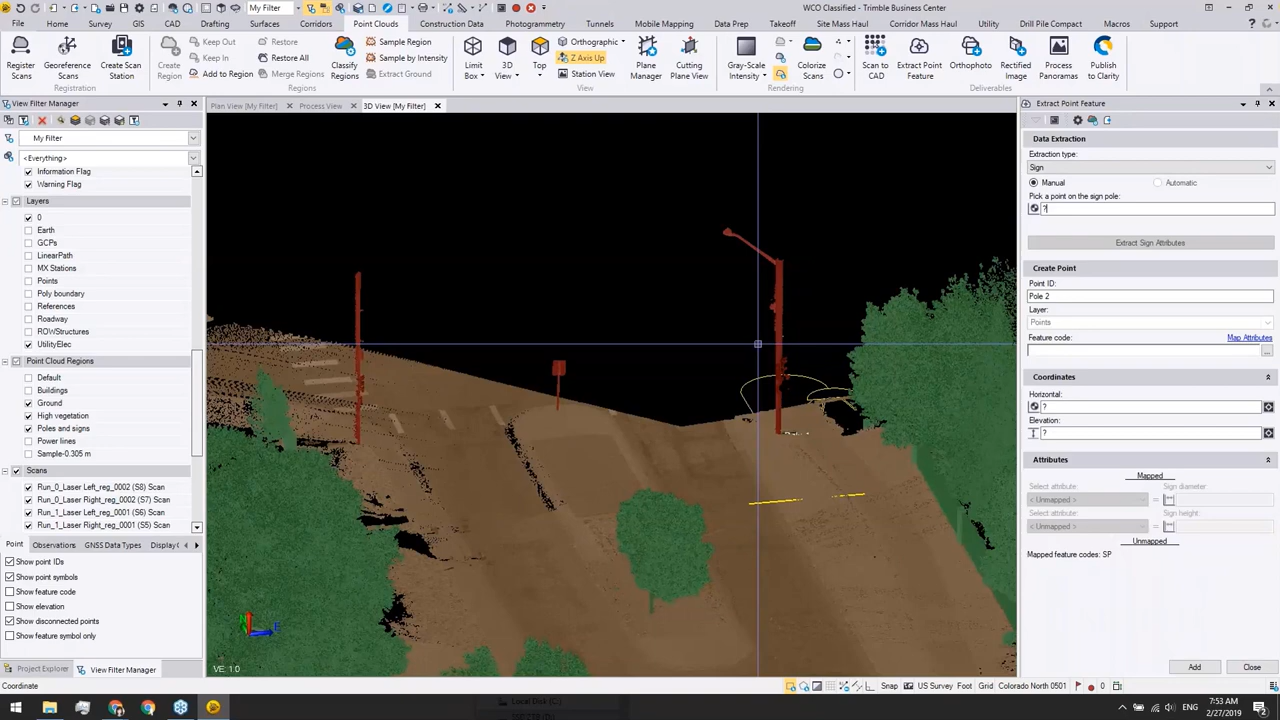 My Filter
WCO Classified - Trimble Business Center
File Home Survey GIS CAD Drafting Surfaces Corridors Point Clouds Construction Data Photogrammetry Tunnels Mobile Mapping Data Prep Takeoff Site Mass Haul Corridor Mass Haul Utility Drill Pile Compact Macros Support
Register Scans
Georeference Scans
Create Scan Station
Registration
Create Region
Keep Out
Keep In
Add to Region
Restore
Restore All
Merge Regions
Classify Regions
Sample Region
Sample by Intensity
Extract Ground
Regions
Limit Box
3D View
Top
Orthographic
Z Axis Up
Station View
Plane Manager
Cutting Plane View
View
Gray-Scale Intensity
Colorize Scans
Rendering
Scan to CAD
Extract Point Feature
Orthophoto
Rectified Image
Process Panoramas
Publish to Clarity
Deliverables
View Filter Manager
My Filter
<Everything>
Information Flag
Warning Flag
Layers
0
Earth
GCPs
LinearPath
MX Stations
Points
Poly boundary
References
Roadway
ROWStructures
UtilityElec
Point Cloud Regions
Default
Buildings
Ground
High vegetation
Poles and signs
Power lines
Sample-0.305 m
Scans
Run_0_Laser Left_reg_0002 (S8) Scan
Run_0_Laser Right_reg_0002 (S7) Scan
Run_1_Laser Left_reg_0001 (S6) Scan
Run_1_Laser Right_reg_0001 (S5) Scan
Points Observations GNSS Data Types Display
Show point IDs
Show point symbols
Show feature code
Show elevation
Show disconnected points
Show feature symbol only
Project Explorer View Filter Manager
Plan View [My Filter] Process View 3D View [My Filter]
E
VE: 1:0
Extract Point Feature
Data Extraction
Extraction type:
Sign
Manual Automatic
Pick a point on the sign pole:
?
Extract Sign Attributes
Create Point
Point ID:
Pole 2
Layer:
Points
Feature code: Map Attributes
...
Coordinates
Horizontal:
?
Elevation:
?
Attributes
Mapped
Select attribute: Sign diameter:
< Unmapped > =
Select attribute: Sign height:
< Unmapped > =
Unmapped
Mapped feature codes: SP
Add Close
Coordinate
Snap US Survey Foot Grid Colorado North 0501 0
Local Disk (C:)
ENG
7:53 AM
2/27/2019